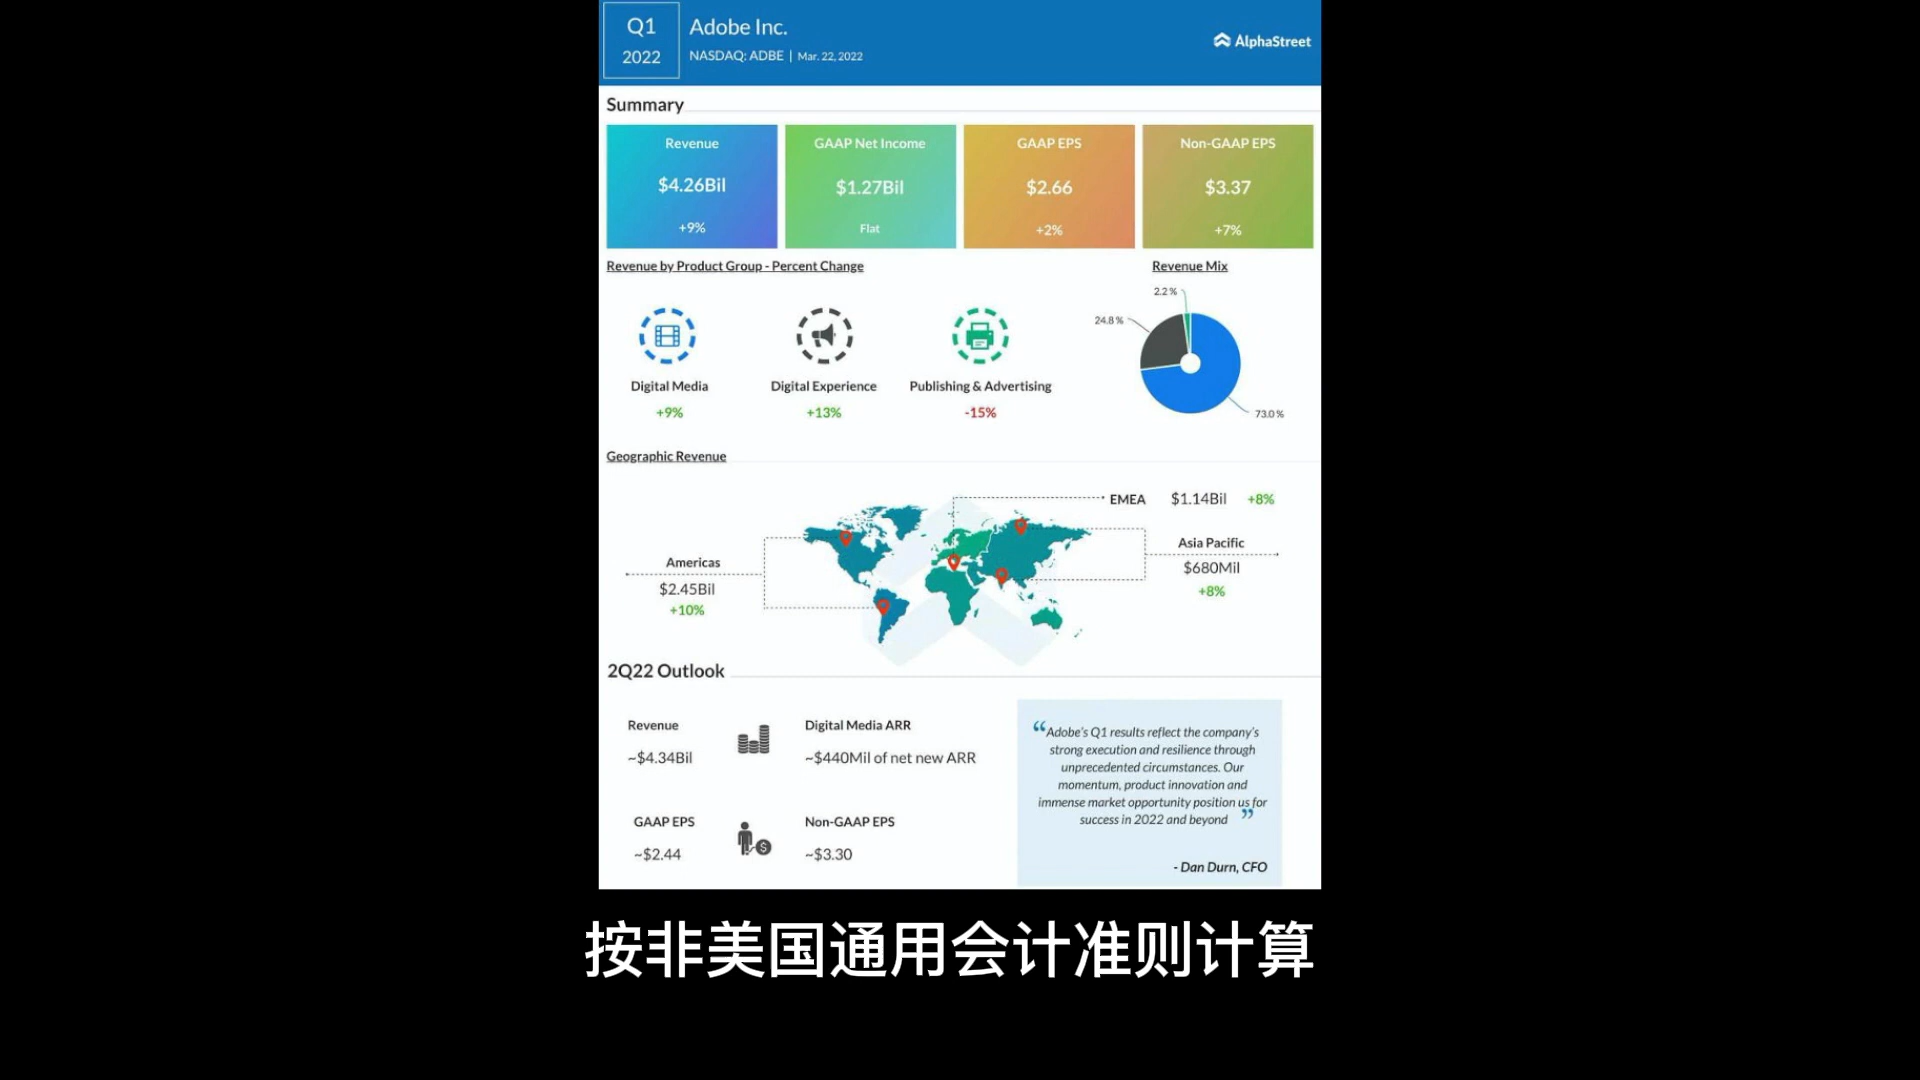 Q1
2022
Adobe Inc.
NASDAQ: ADBE | Mar. 22, 2022
AlphaStreet
Summary
Revenue
$4.26Bil
+9%
GAAP Net Income
$1.27Bil
Flat
GAAP EPS
$2.66
+2%
Non-GAAP EPS
$3.37
+7%
Revenue by Product Group - Percent Change
Digital Media
+9%
Digital Experience
+13%
Publishing & Advertising
-15%
Revenue Mix
2.2%
24.8%
73.0%
Geographic Revenue
Americas
$2.45Bil
+10%
EMEA $1.14Bil +8%
Asia Pacific
$680Mil
+8%
2Q22 Outlook
Revenue
~$4.34Bil
Digital Media ARR
~$440Mil of net new ARR
GAAP EPS
~$2.44
Non-GAAP EPS
~$3.30
“Adobe's Q1 results reflect the company's
strong execution and resilience through
unprecedented circumstances. Our
momentum, product innovation and
immense market opportunity position us for
success in 2022 and beyond”
- Dan Durn, CFO
按非美国通用会计准则计算